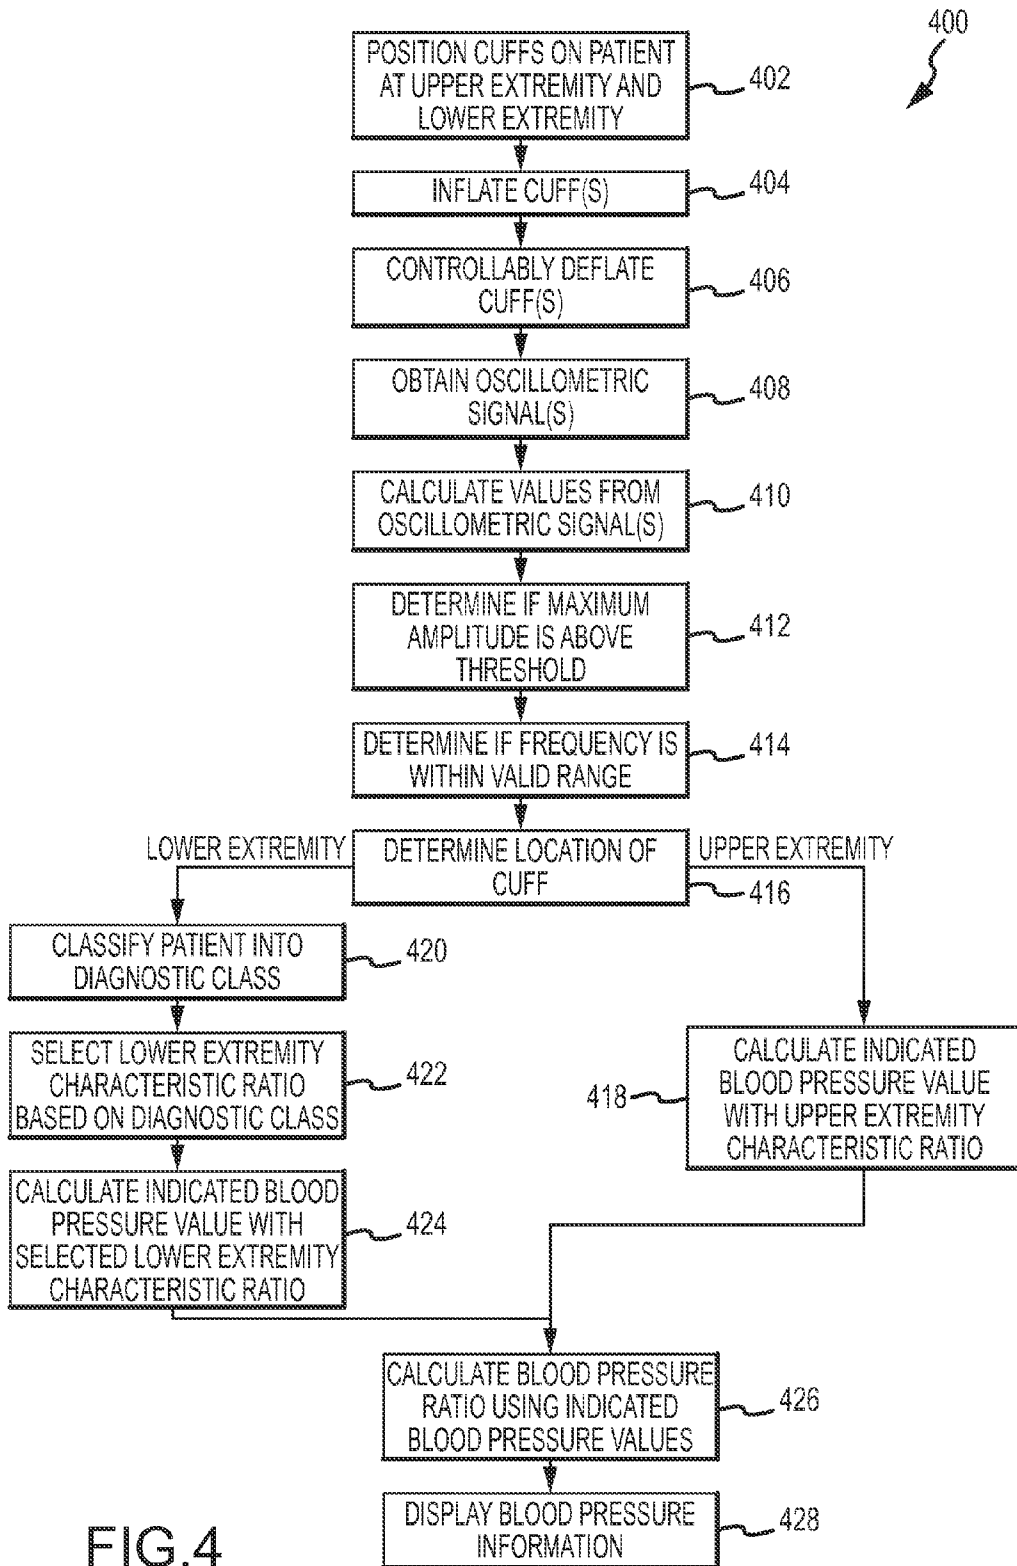 400
POSITION CUFFS ON PATIENT
AT UPPER EXTREMITY AND
LOWER EXTREMITY
402
INFLATE CUFF(S)
404
CONTROLLABLY DEFLATE
CUFF(S)
406
OBTAIN OSCILLOMETRIC
SIGNAL(S)
408
CALCULATE VALUES FROM
OSCILLOMETRIC SIGNAL(S)
410
DETERMINE IF MAXIMUM
AMPLITUDE IS ABOVE
THRESHOLD
412
DETERMINE IF FREQUENCY IS
WITHIN VALID RANGE
414
LOWER EXTREMITY
DETERMINE LOCATION OF
CUFF
UPPER EXTREMITY
416
CLASSIFY PATIENT INTO
DIAGNOSTIC CLASS
420
SELECT LOWER EXTREMITY
CHARACTERISTIC RATIO
BASED ON DIAGNOSTIC CLASS
422
CALCULATE INDICATED
BLOOD PRESSURE VALUE
WITH UPPER EXTREMITY
CHARACTERISTIC RATIO
418
CALCULATE INDICATED BLOOD
PRESSURE VALUE WITH
SELECTED LOWER EXTREMITY
CHARACTERISTIC RATIO
424
CALCULATE BLOOD PRESSURE
RATIO USING INDICATED
BLOOD PRESSURE VALUES
426
DISPLAY BLOOD PRESSURE
INFORMATION
428
FIG.4